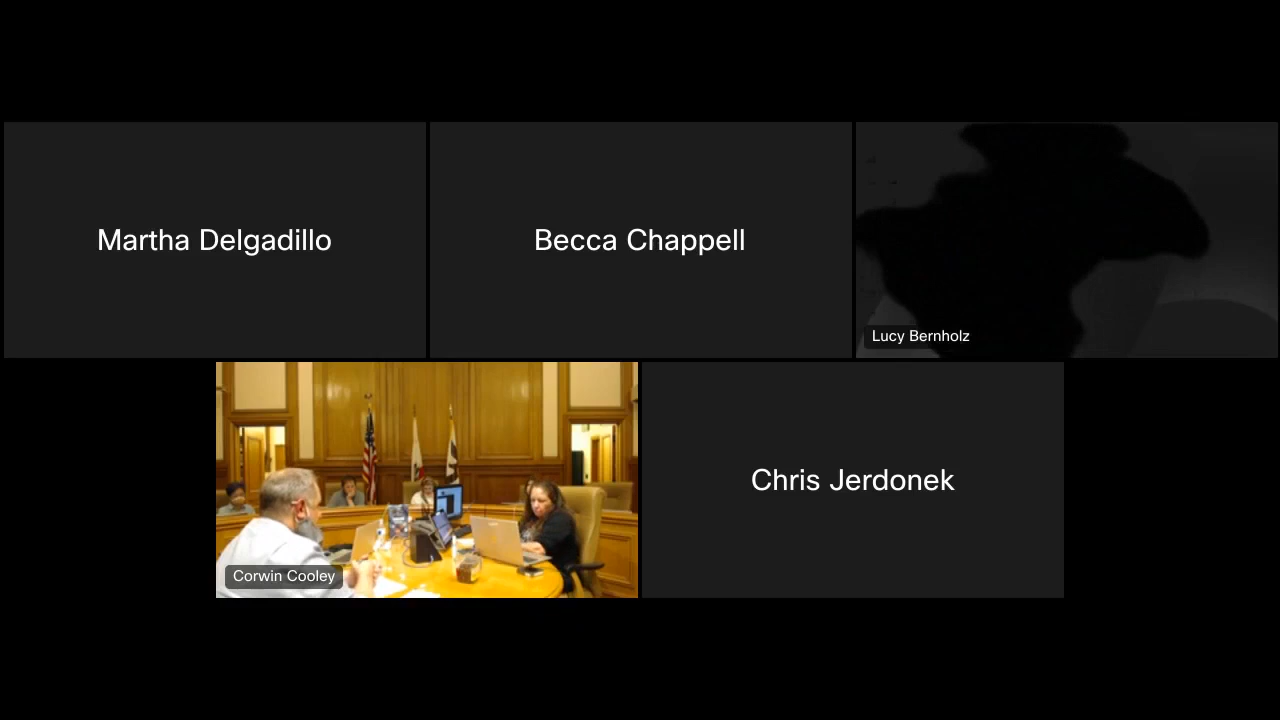 Martha Delgadillo
Becca Chappell
Lucy Bernholz
Corwin Cooley
Chris Jerdonek